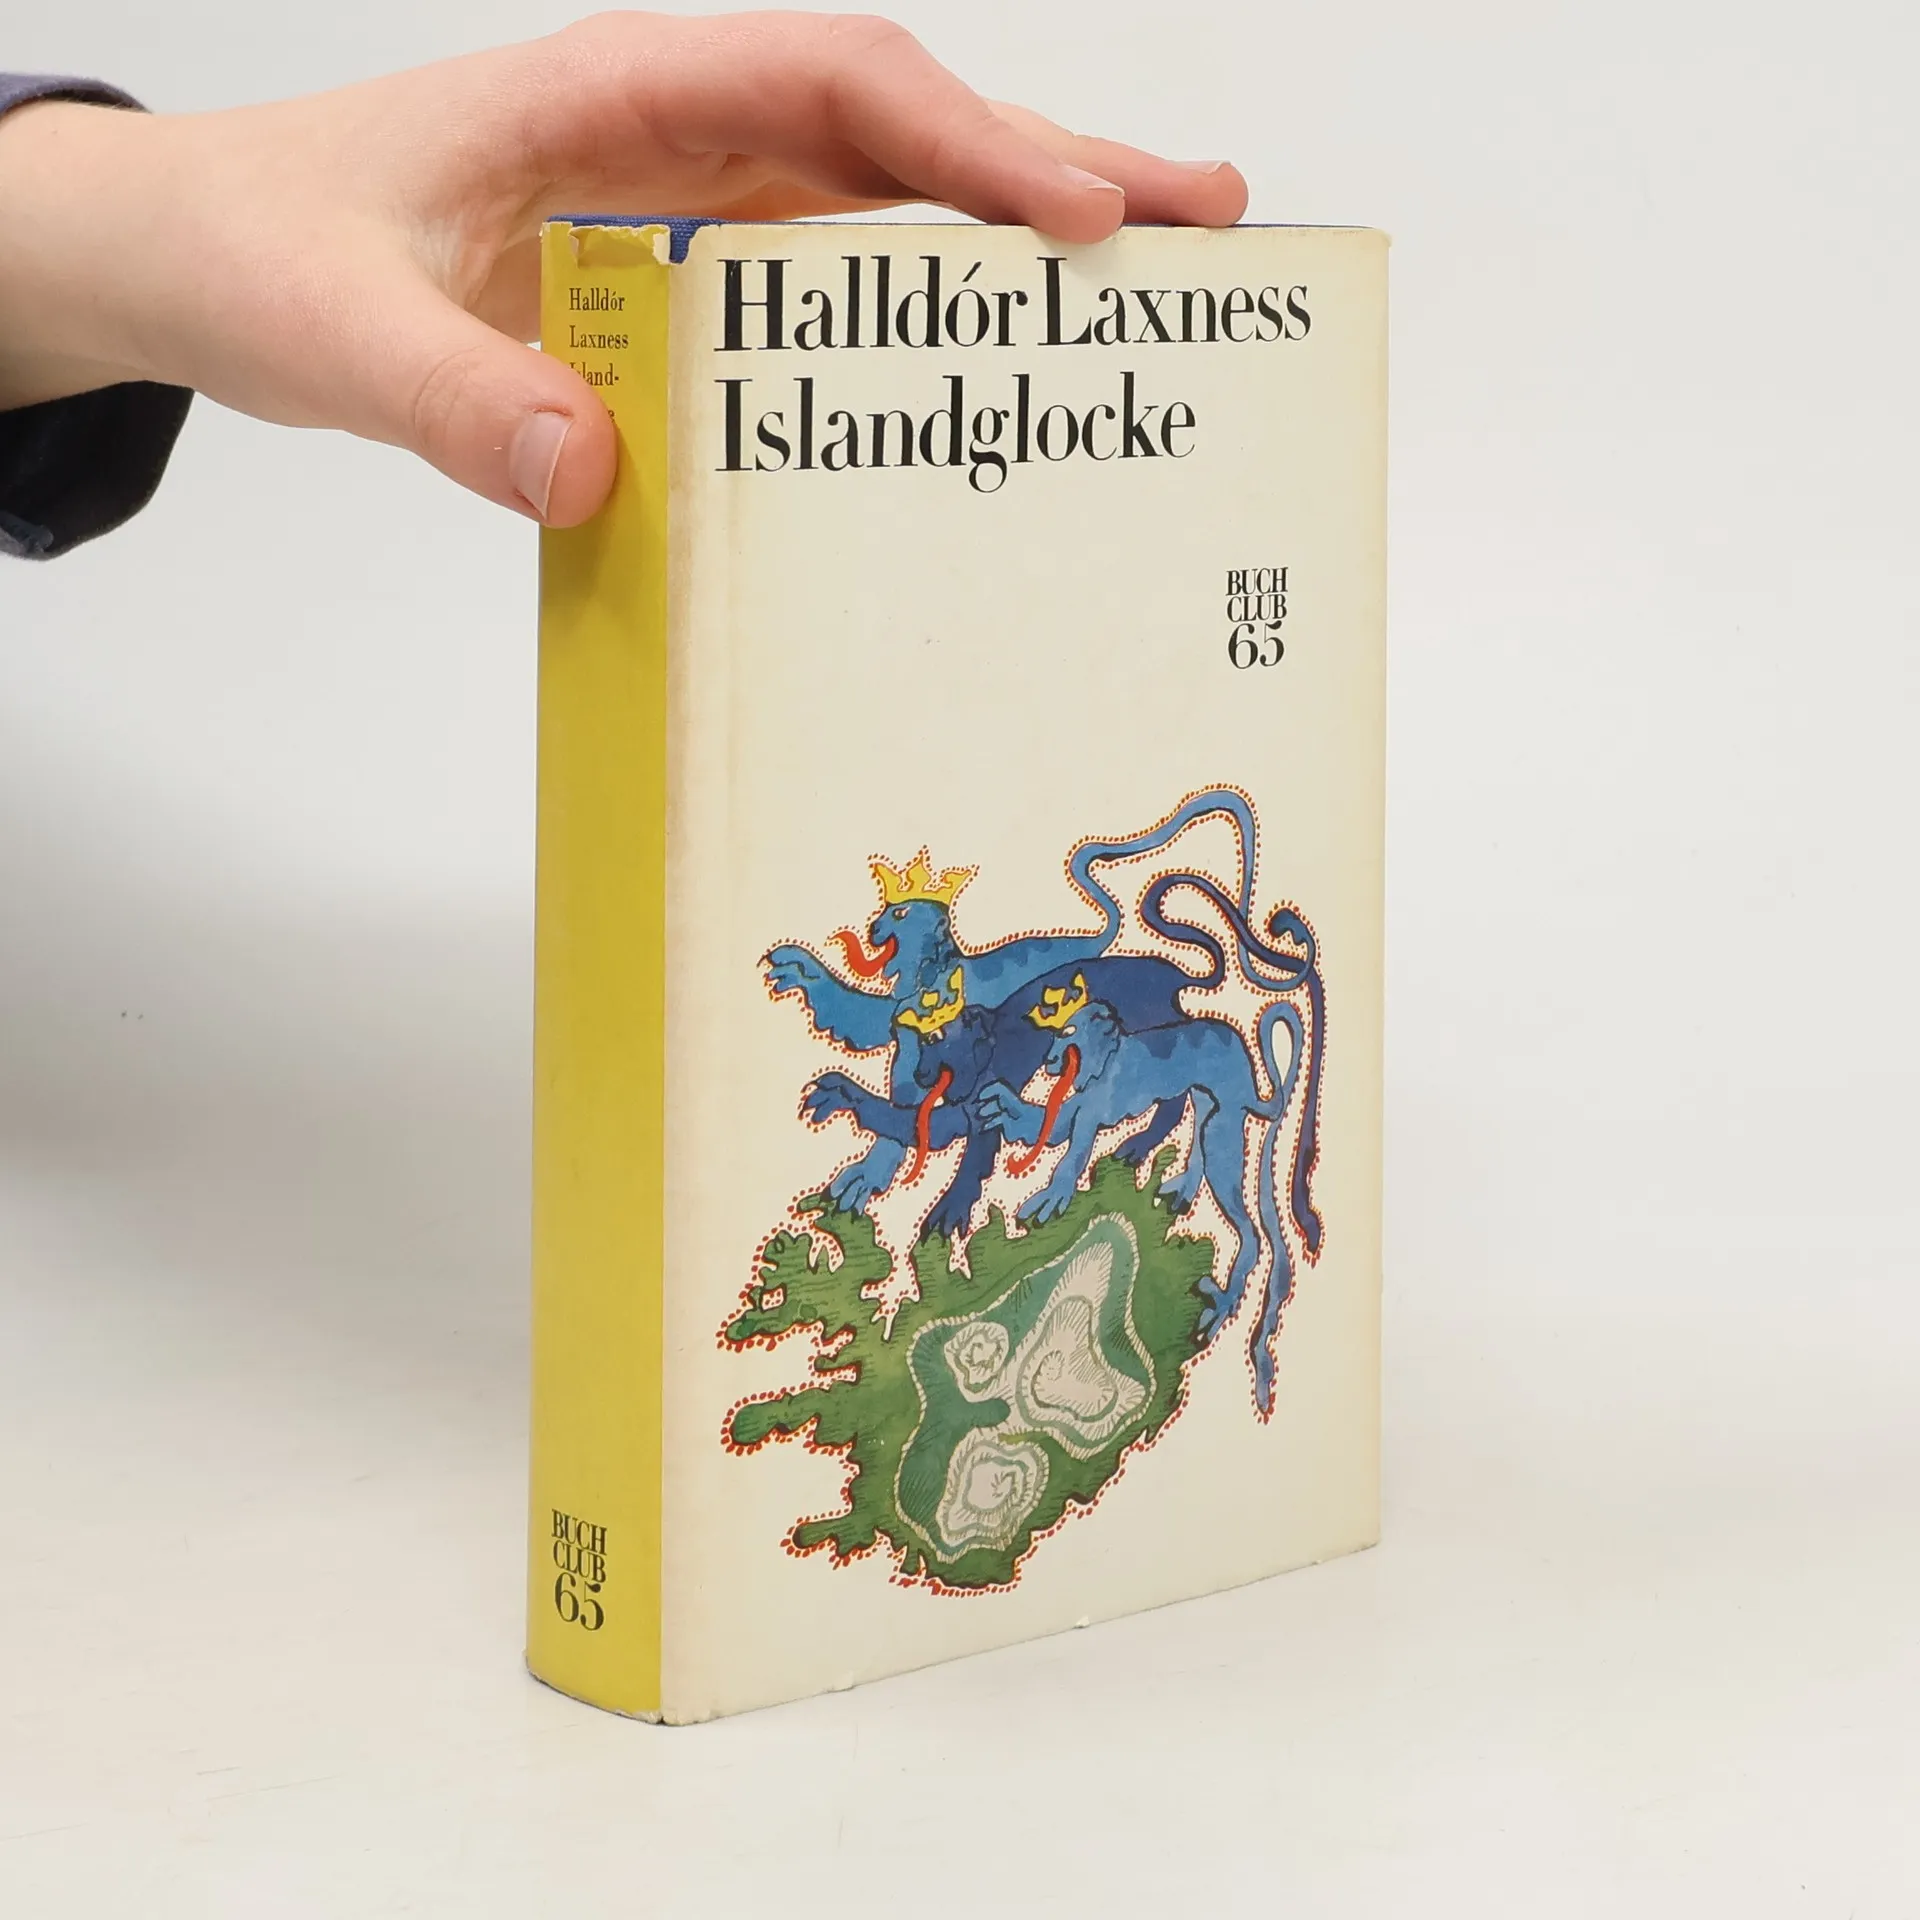 Halldór Laxness
Islandglocke
BUCH
CLUB
65
Halldór
Laxness
BUCH
CLUB
65